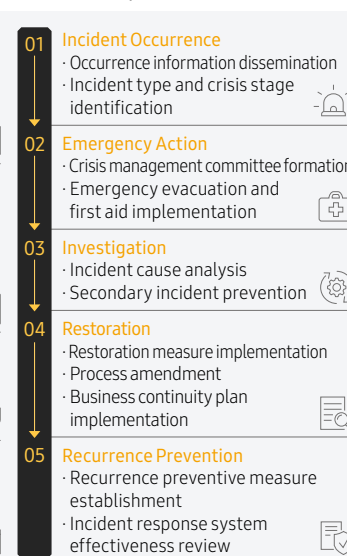 01 Incident Occurrence
· Occurrence information dissemination
· Incident type and crisis stage
identification
02 Emergency Action
· Crisis management committee formation
· Emergency evacuation and
first aid implementation
03 Investigation
· Incident cause analysis
· Secondary incident prevention
04 Restoration
· Restoration measure implementation
· Process amendment
· Business continuity plan
implementation
05 Recurrence Prevention
· Recurrence preventive measure
establishment
· Incident response system
effectiveness review